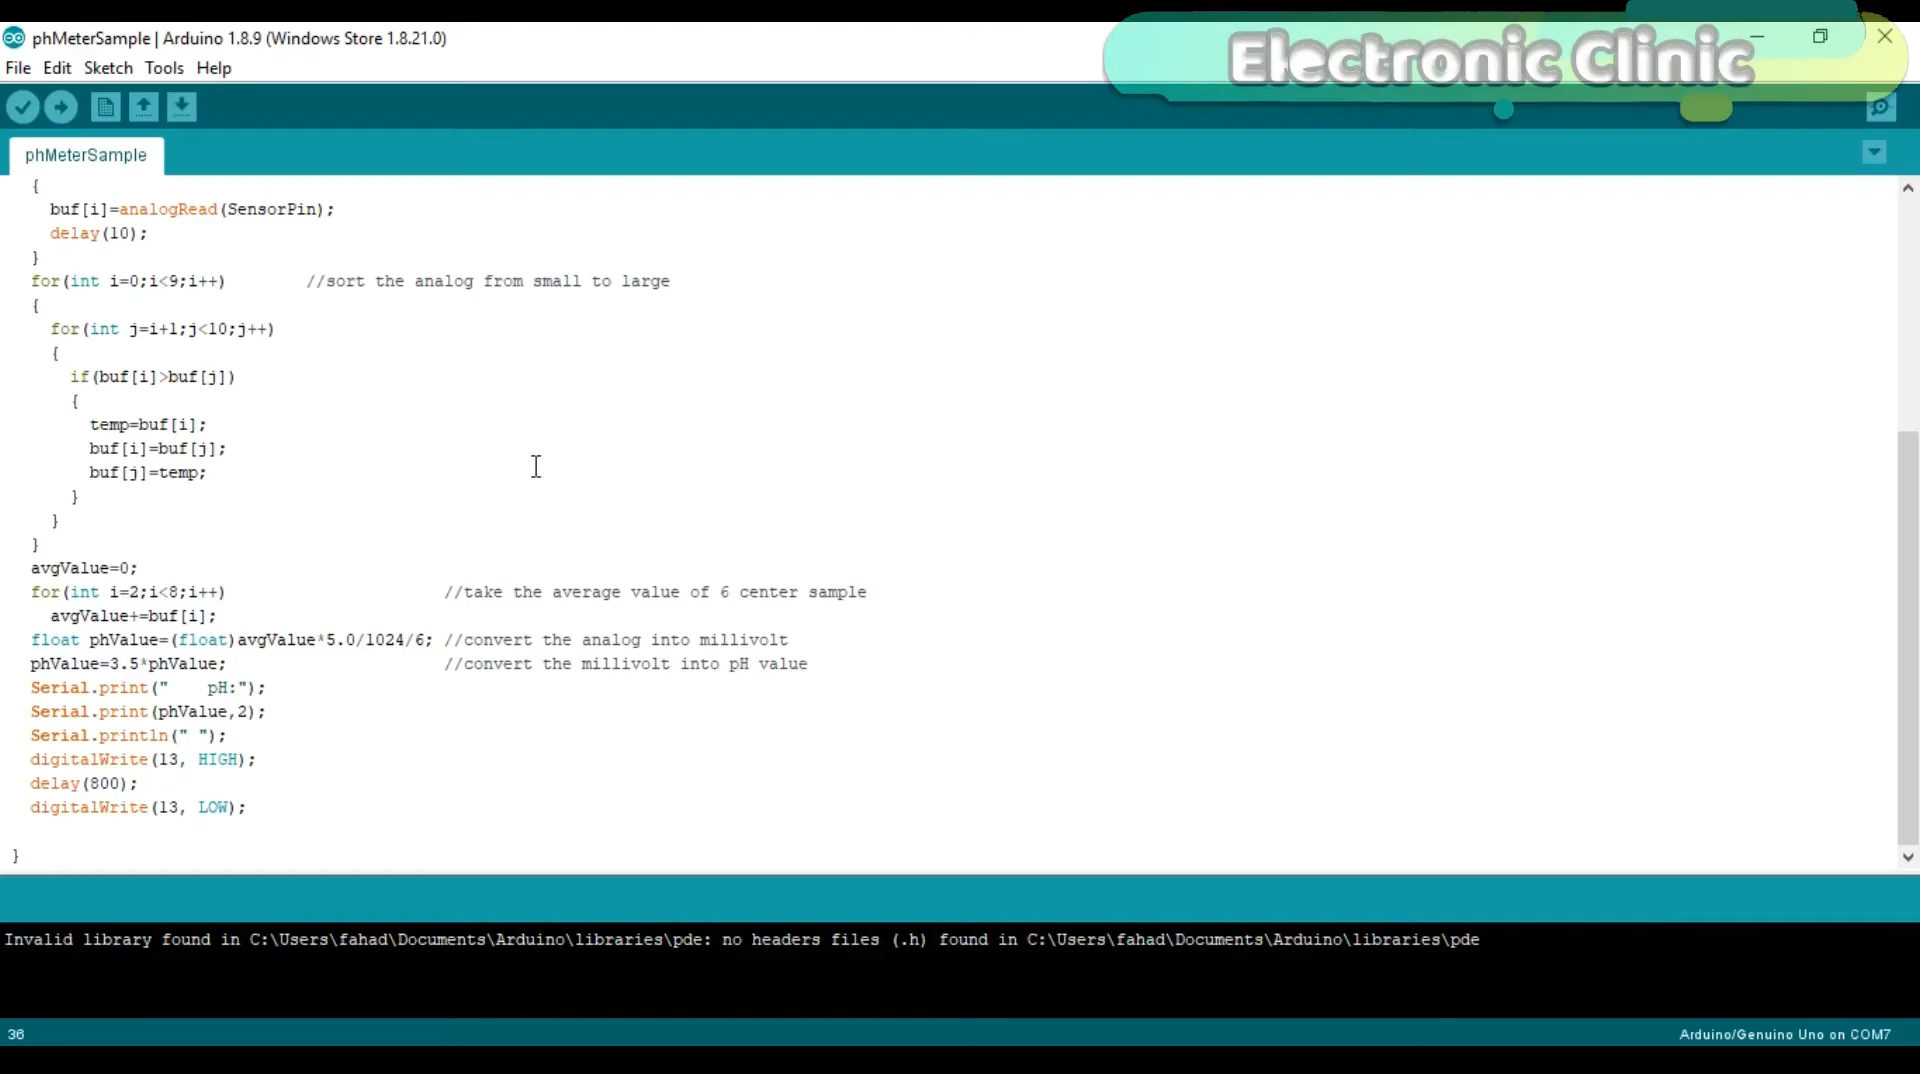 phMeterSample | Arduino 1.8.9 (Windows Store 1.8.21.0)
Electronic Clinic
File Edit Sketch Tools Help
phMeterSample
{
buf[i]=analogRead(SensorPin);
delay(10);
}
for(int i=0;i<9;i++) //sort the analog from small to large
{
for(int j=i+1;j<10;j++)
{
if(buf[i]>buf[j])
{
temp=buf[i];
buf[i]=buf[j];
buf[j]=temp;
}
}
}
avgValue=0;
for(int i=2;i<8;i++) //take the average value of 6 center sample
avgValue+=buf[i];
float phValue=(float)avgValue*5.0/1024/6; //convert the analog into millivolt
phValue=3.5*phValue; //convert the millivolt into pH value
Serial.print("    pH:");
Serial.print(phValue,2);
Serial.println(" ");
digitalWrite(13, HIGH);
delay(800);
digitalWrite(13, LOW);
}
Invalid library found in C:\Users\fahad\Documents\Arduino\libraries\pde: no headers files (.h) found in C:\Users\fahad\Documents\Arduino\libraries\pde
36
Arduino/Genuino Uno on COM7